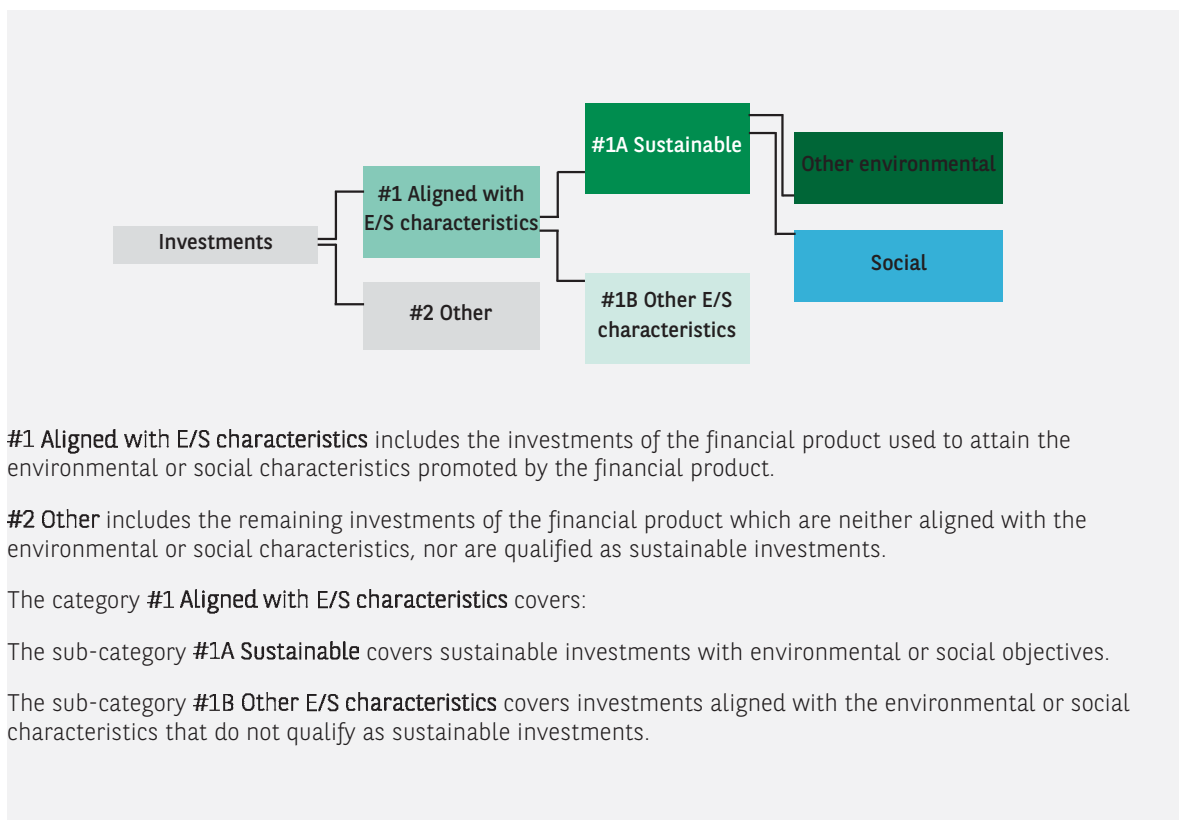 #1A Sustainable
Other environmental
#1 Aligned with
E/S characteristics
Investments
Social
#2 Other
#1B Other E/S
characteristics
#1 Aligned with E/S characteristics includes the investments of the financial product used to attain the
environmental or social characteristics promoted by the financial product.
#2 Other includes the remaining investments of the financial product which are neither aligned with the
environmental or social characteristics, nor are qualified as sustainable investments.
The category #1 Aligned with E/S characteristics covers:
The sub-category #1A Sustainable covers sustainable investments with environmental or social objectives.
The sub-category #1B Other E/S characteristics covers investments aligned with the environmental or social
characteristics that do not qualify as sustainable investments.